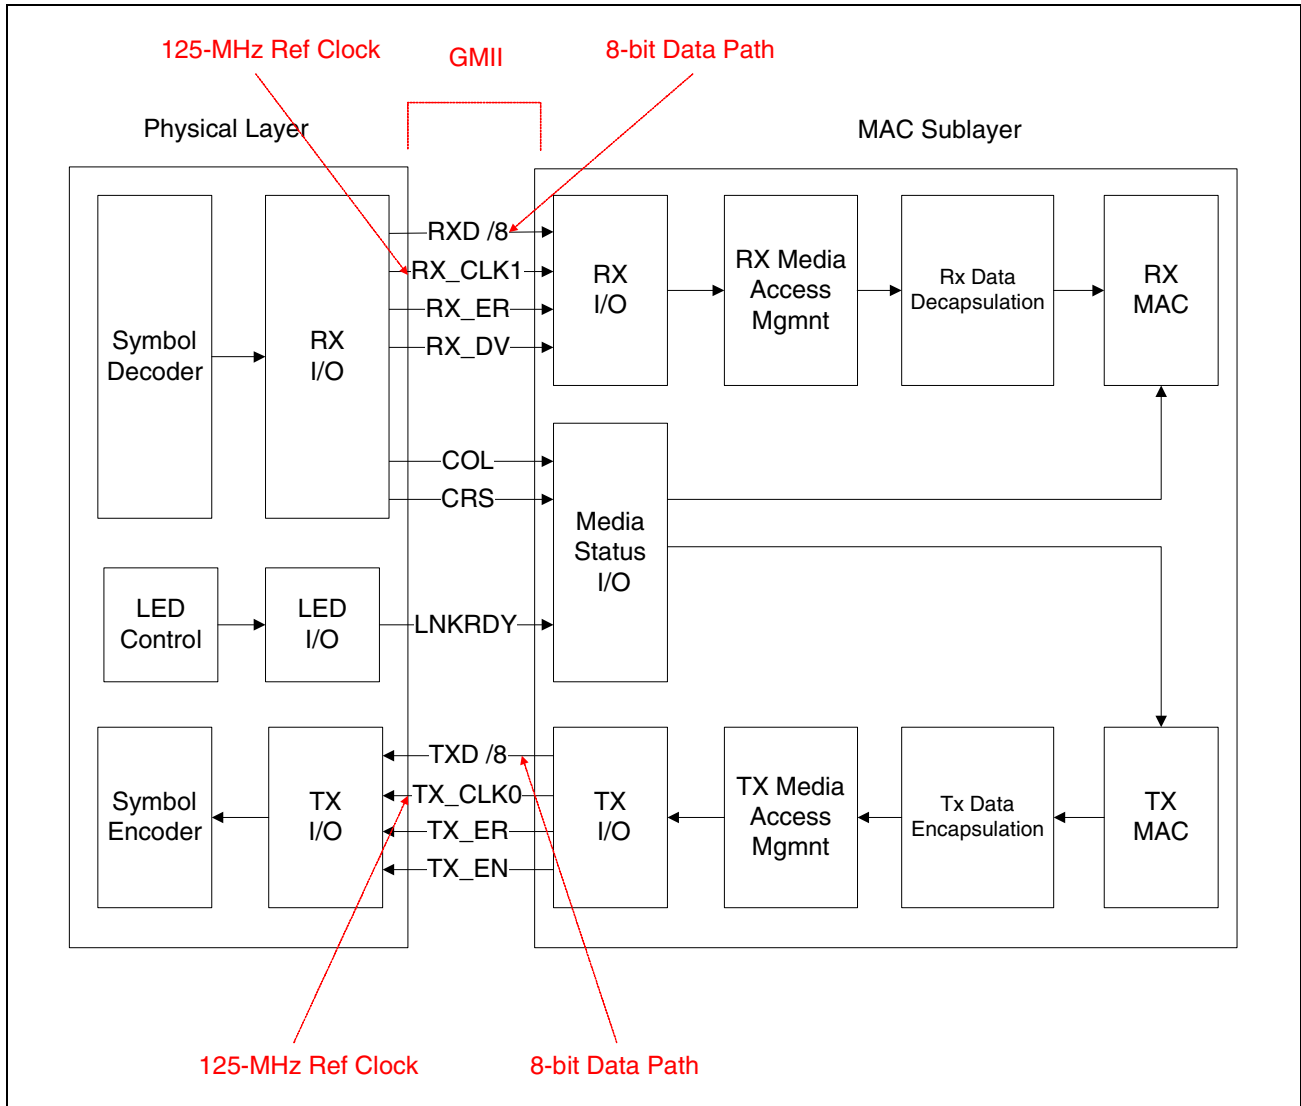 125-MHz Ref Clock
GMII
8-bit Data Path
Physical Layer
MAC Sublayer
Symbol
Decoder
RX
I/O
RXD /8
RX_CLK1
RX_ER
RX_DV
RX
I/O
RX Media
Access
Mgmnt
Rx Data
Decapsulation
RX
MAC
COL
CRS
Media
Status
I/O
LED
Control
LED
I/O
LNKRDY
Symbol
Encoder
TX
I/O
TXD /8
TX_CLK0
TX_ER
TX_EN
TX
I/O
TX Media
Access
Mgmnt
Tx Data
Encapsulation
TX
MAC
125-MHz Ref Clock
8-bit Data Path